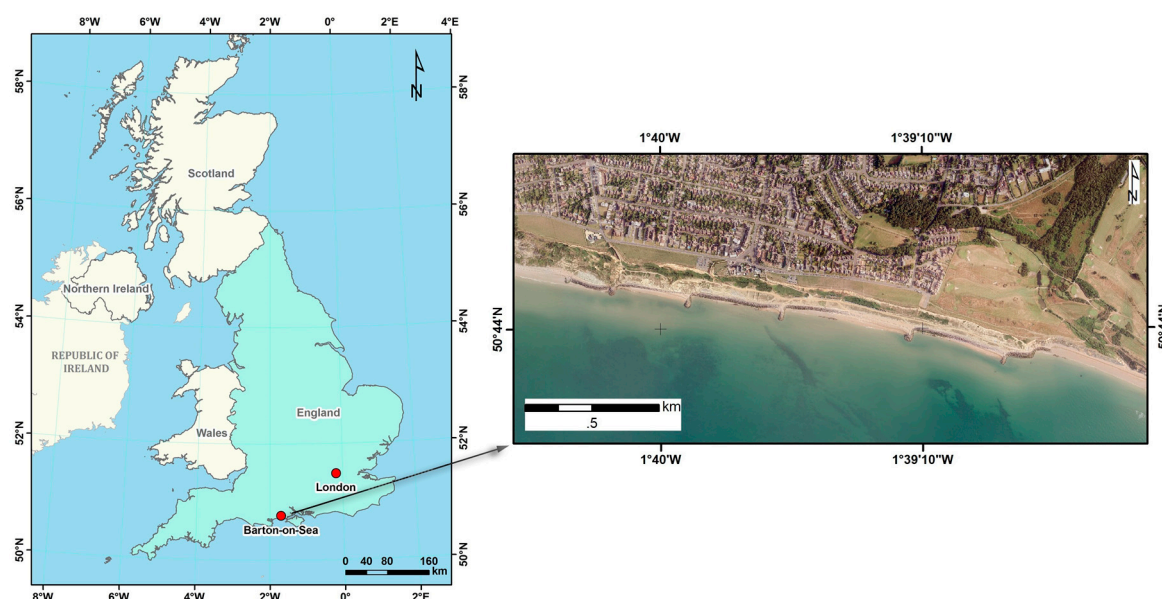 8°W 6°W 4°W 2°W 0° 2°E 4°E
58°N
58°N
N
Scotland
56°N
56°N
Northern Ireland
54°N
54°N
REPUBLIC OF
IRELAND
England
Wales
52°N
52°N
London
Barton-on-Sea
50°N
50°N
0 40 80 160
km
8°W 6°W 4°W 2°W 0° 2°E
1°40'W 1°39'10"W
N
50°44'N
50°44'N
km
.5
1°40'W 1°39'10"W